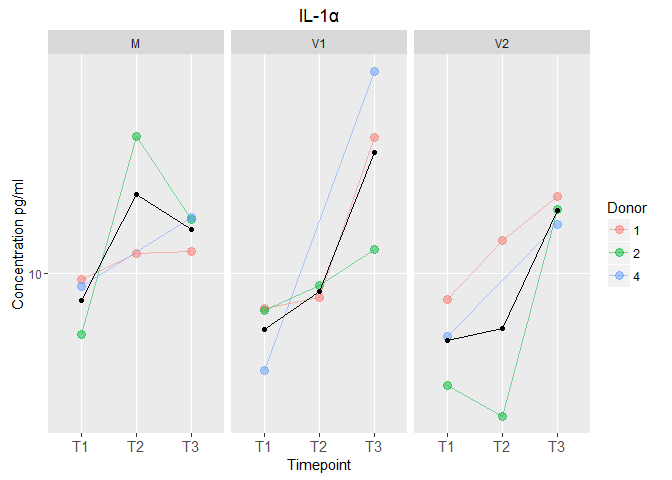 IL-1α
M V1 V2
Concentration pg/ml
10
T1 T2 T3 T1 T2 T3 T1 T2 T3
Timepoint
Donor
1
2
4